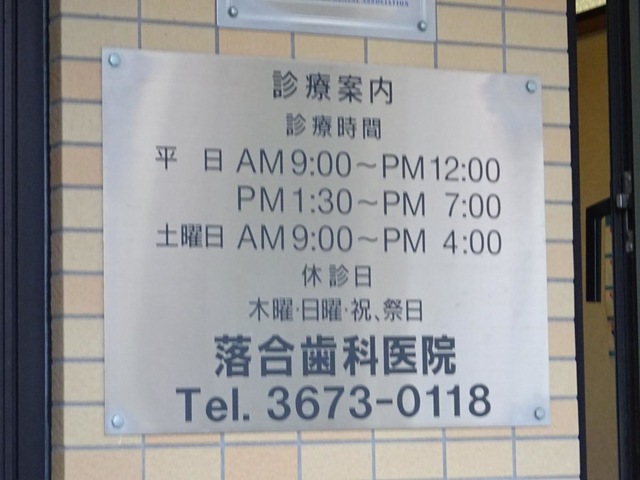 ASSOCIATION
診療案内
診療時間
平 日 AM 9:00～PM 12:00
PM 1:30～PM 7:00
土曜日 AM 9:00～PM 4:00
休診日
木曜·日曜·祝、祭日
落合歯科医院
Tel. 3673-0118